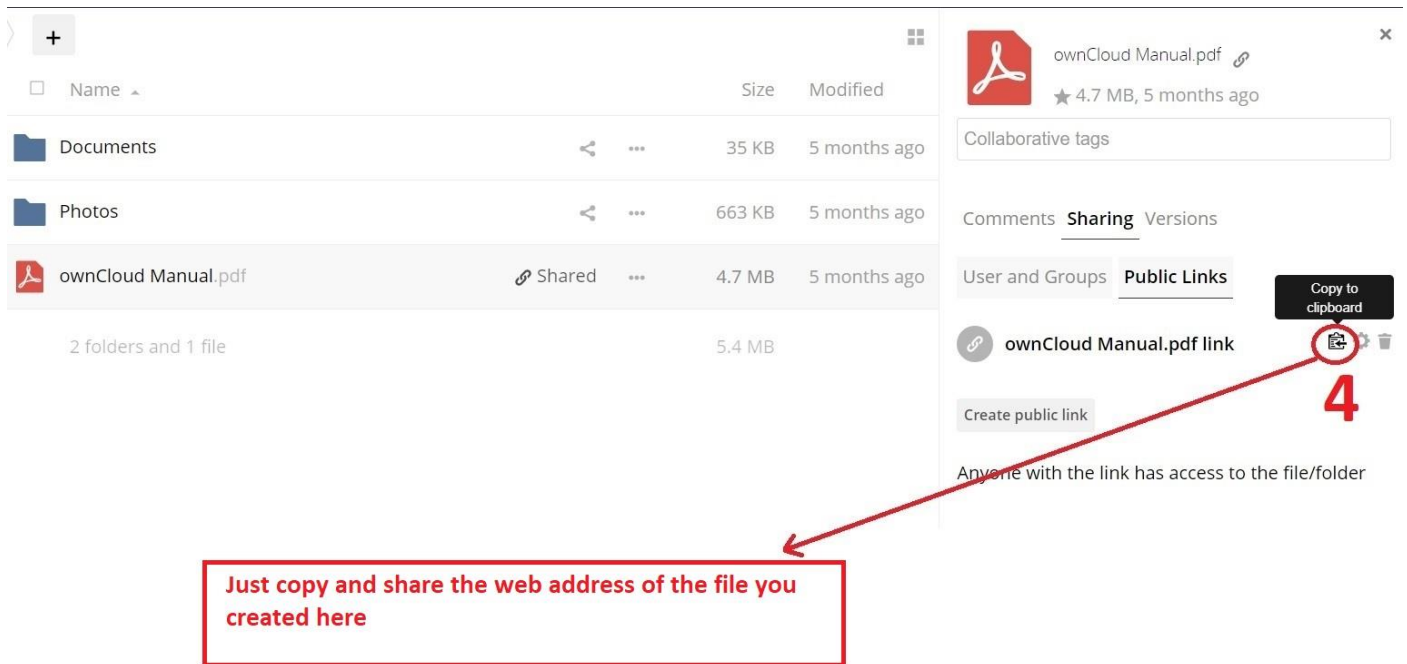 +
Name
Size
Modified
Documents
35 KB
5 months ago
Photos
663 KB
5 months ago
ownCloud Manual.pdf
Shared
4.7 MB
5 months ago
2 folders and 1 file
5.4 MB
×
ownCloud Manual.pdf
4.7 MB, 5 months ago
Collaborative tags
Comments Sharing Versions
User and Groups Public Links
Copy to
clipboard
ownCloud Manual.pdf link
4
Create public link
Anyone with the link has access to the file/folder
Just copy and share the web address of the file you
created here